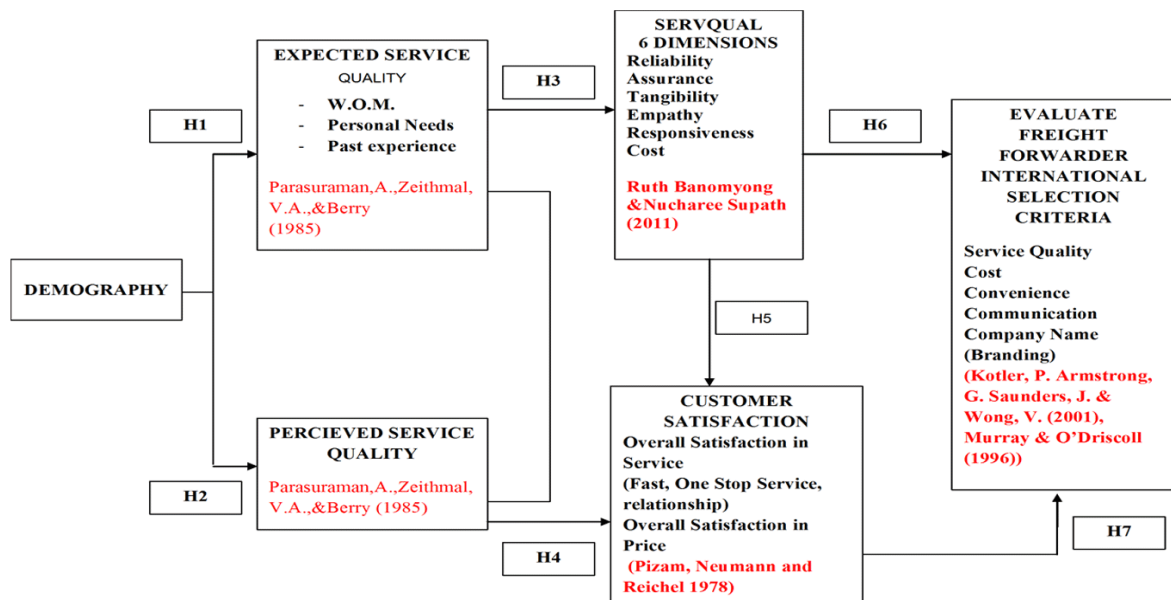 EXPECTED SERVICE
QUALITY
- W.O.M.
- Personal Needs
- Past experience
Parasuraman,A.,Zeithmal,
V.A.,&Berry
(1985)
H1
H3
SERVQUAL
6 DIMENSIONS
Reliability
Assurance
Tangibility
Empathy
Responsiveness
Cost
Ruth Banomyong
&Nucharee Supath
(2011)
H6
EVALUATE
FREIGHT
FORWARDER
INTERNATIONAL
SELECTION
CRITERIA
Service Quality
Cost
Convenience
Communication
Company Name
(Branding)
(Kotler, P. Armstrong,
G. Saunders, J. &
Wong, V. (2001),
Murray & O’Driscoll
(1996))
DEMOGRAPHY
H5
PERCIEVED SERVICE
QUALITY
Parasuraman,A.,Zeithmal,
V.A.,&Berry (1985)
H2
H4
CUSTOMER
SATISFACTION
Overall Satisfaction in
Service
(Fast, One Stop Service,
relationship)
Overall Satisfaction in
Price
(Pizam, Neumann and
Reichel 1978)
H7